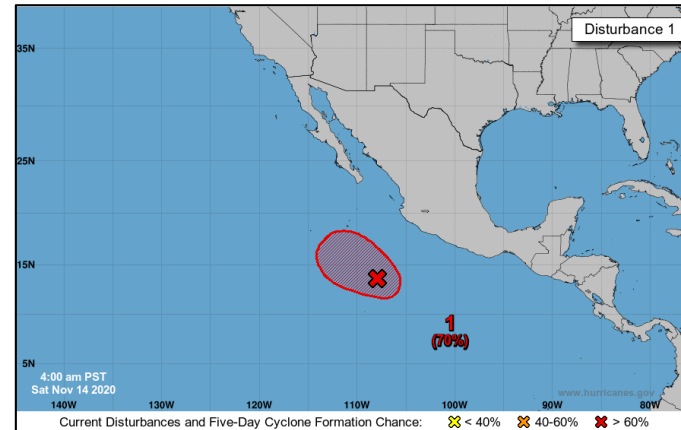 Disturbance 1
35N
25N
15N
1
(70%)
5N
4:00 am PST
Sat Nov 14 2020
www.hurricanes.gov
140W 130W 120W 110W 100W 90W 80W
Current Disturbances and Five-Day Cyclone Formation Chance: < 40% 40-60% > 60%